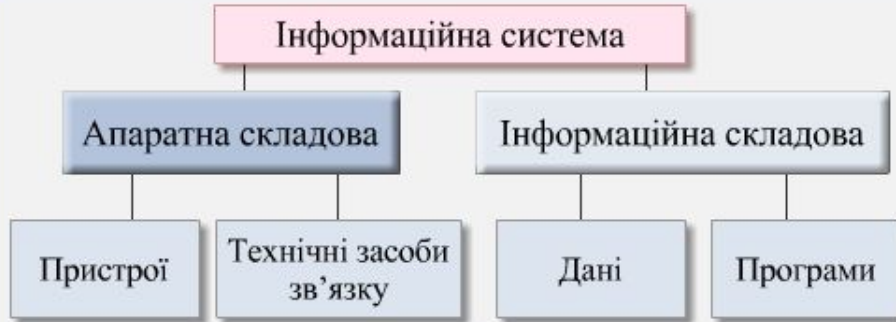 Інформаційна система
Апаратна складова
Інформаційна складова
Пристрої
Технічні засоби
зв’язку
Дані
Програми